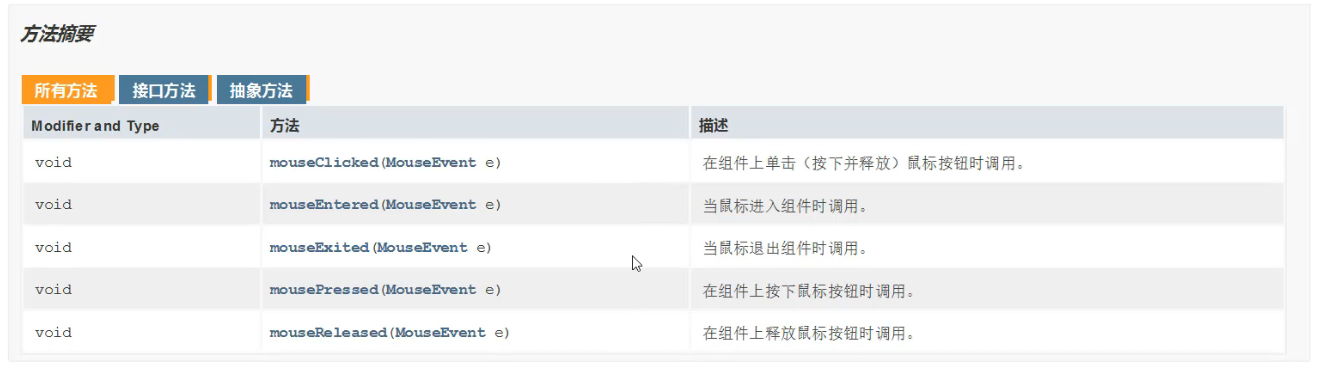 方法摘要
所有方法 接口方法 抽象方法
Modifier and Type 方法 描述
void mouseClicked(MouseEvent e) 在组件上单击（按下并释放）鼠标按钮时调用。
void mouseEntered(MouseEvent e) 当鼠标进入组件时调用。
void mouseExited(MouseEvent e) 当鼠标退出组件时调用。
void mousePressed(MouseEvent e) 在组件上按下鼠标按钮时调用。
void mouseReleased(MouseEvent e) 在组件上释放鼠标按钮时调用。